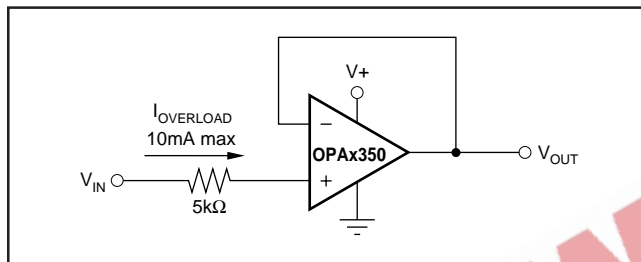 V+
I_OVERLOAD
10mA max
−
OPAx350
V_OUT
V_IN
+
5kΩ